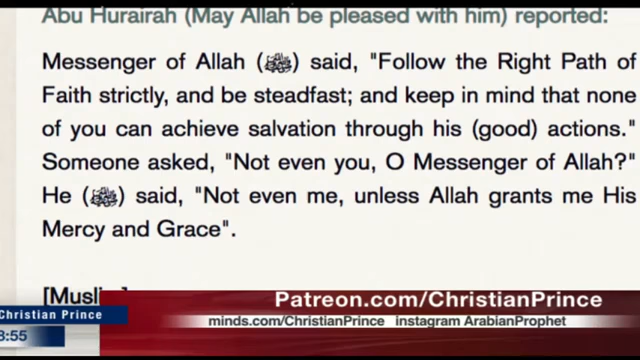 Abu Hurairah (May Allah be pleased with him) reported:
Messenger of Allah (ﷺ) said, "Follow the Right Path of
Faith strictly, and be steadfast; and keep in mind that none
of you can achieve salvation through his (good) actions."
Someone asked, "Not even you, O Messenger of Allah?"
He (ﷺ) said, "Not even me, unless Allah grants me His
Mercy and Grace".
Patreon.com/ChristianPrince
Christian Prince
minds.com/ChristianPrince instagram ArabianProphet